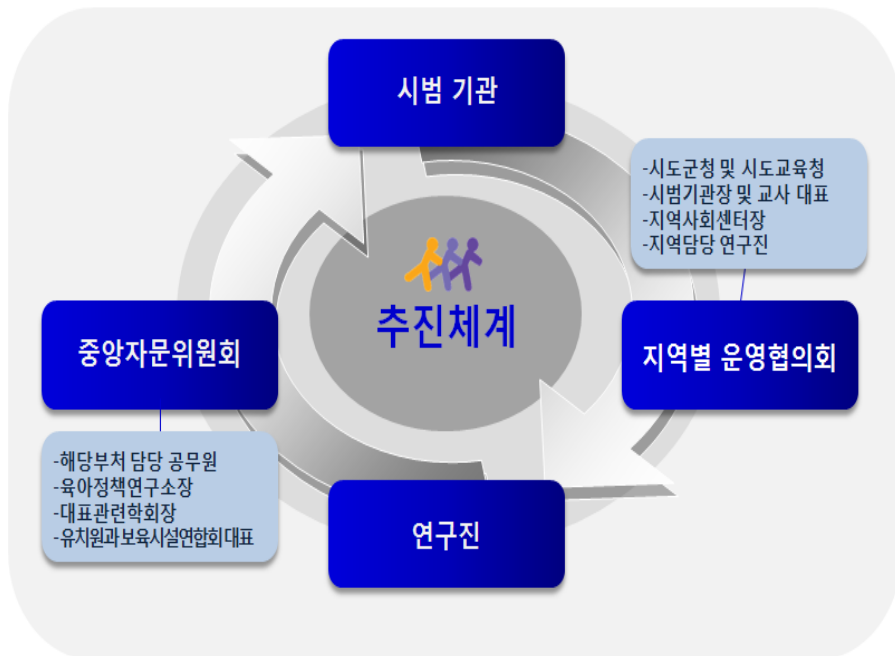 시범 기관
-시도군청 및 시도교육청
-시범기관장 및 교사 대표
-지역사회센터장
-지역담당 연구진
추진체계
중앙자문위원회
지역별 운영협의회
-해당부처 담당 공무원
-육아정책연구소장
-대표관련학회장
-유치원과 보육시설연합회 대표
연구진